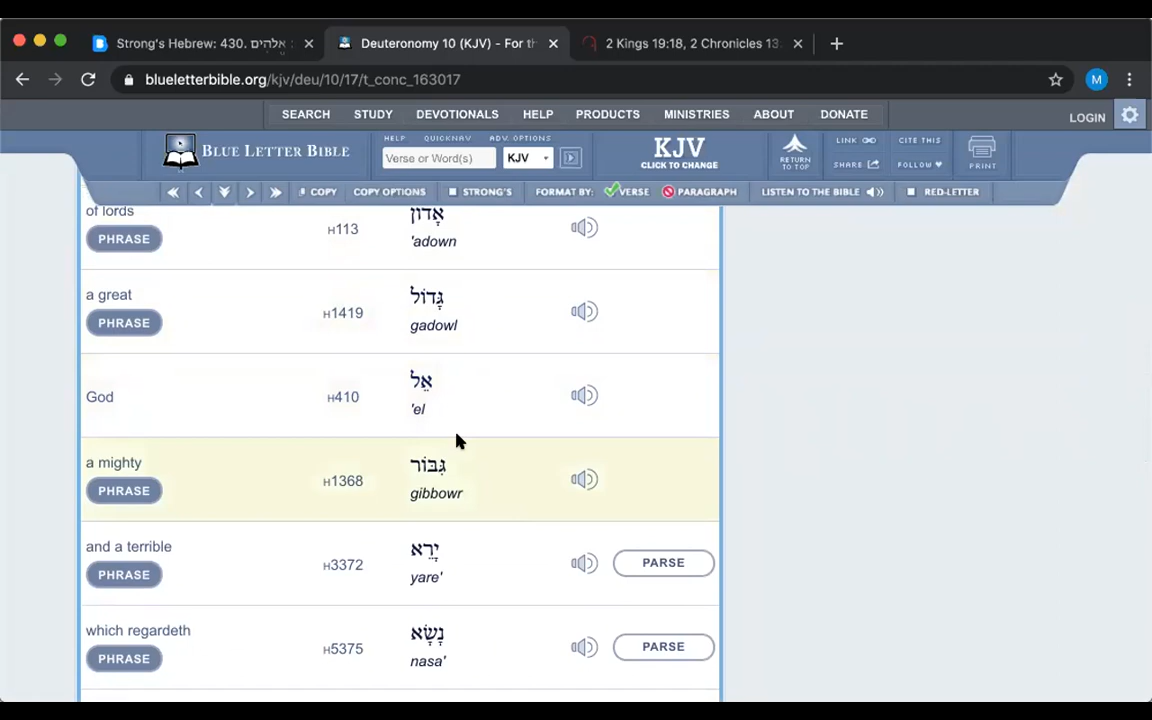 Strong's Hebrew: 430. אֱלֹהִים
Deuteronomy 10 (KJV) - For th
2 Kings 19:18, 2 Chronicles 13
blueletterbible.org/kjv/deu/10/17/t_conc_163017
M
SEARCH STUDY DEVOTIONALS HELP PRODUCTS MINISTRIES ABOUT DONATE
LOGIN
BLUE LETTER BIBLE
HELP QUICKNAV ADV. OPTIONS
Verse or Word(s) KJV
KJV
CLICK TO CHANGE
RETURN
TO TOP
LINK CITE THIS
SHARE FOLLOW
PRINT
COPY COPY OPTIONS STRONG'S FORMAT BY: VERSE PARAGRAPH LISTEN TO THE BIBLE RED-LETTER
of lords
PHRASE
H113
אָדוֹן
'adown
a great
PHRASE
H1419
גָּדוֹל
gadowl
God
H410
אֵל
'el
a mighty
PHRASE
H1368
גִּבּוֹר
gibbowr
and a terrible
PHRASE
H3372
יָרֵא
yare'
PARSE
which regardeth
PHRASE
H5375
נָשָׂא
nasa'
PARSE